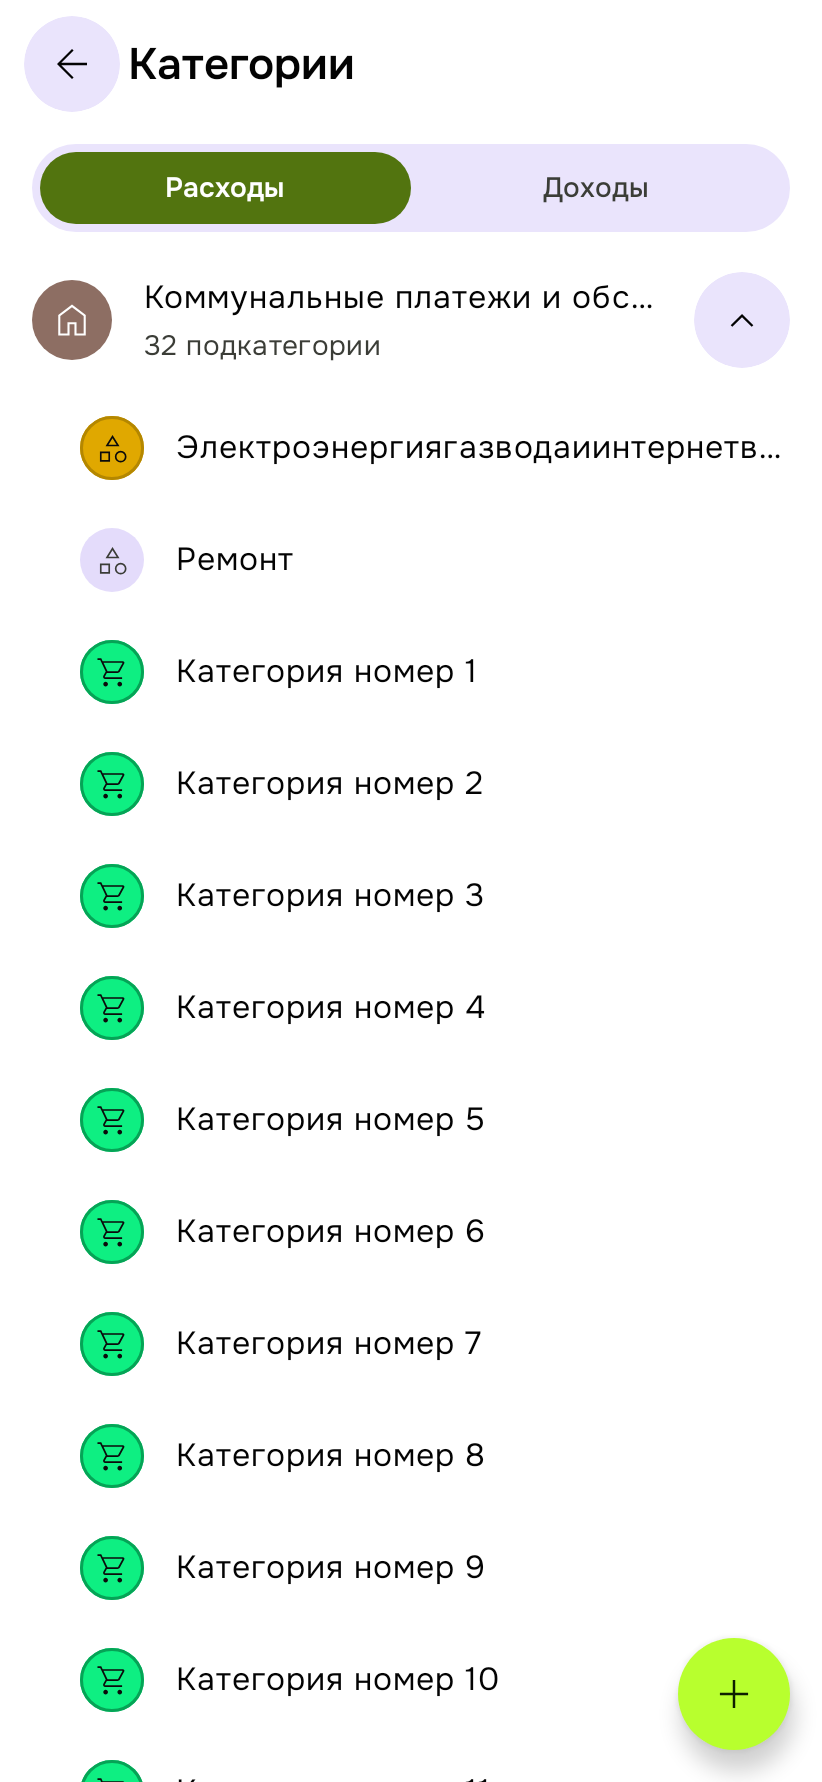 Категории
Расходы
Доходы
Коммунальные платежи и обс...
32 подкатегории
Электроэнергиягазводаиинтернетв...
Ремонт
Категория номер 1
Категория номер 2
Категория номер 3
Категория номер 4
Категория номер 5
Категория номер 6
Категория номер 7
Категория номер 8
Категория номер 9
Категория номер 10